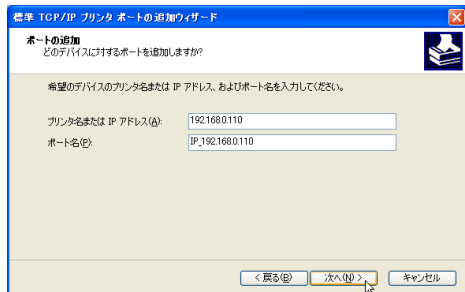 標準 TCP/IP プリンタ ポートの追加ウィザード
ポートの追加
どのデバイスに対するポートを追加しますか?
希望のデバイスのプリンタ名または IP アドレス、およびポート名を入力してください。
プリンタ名または IP アドレス(A): 192.168.0.110
ポート名(P): IP_192.168.0.110
< 戻る(B) 次へ(N) > キャンセル